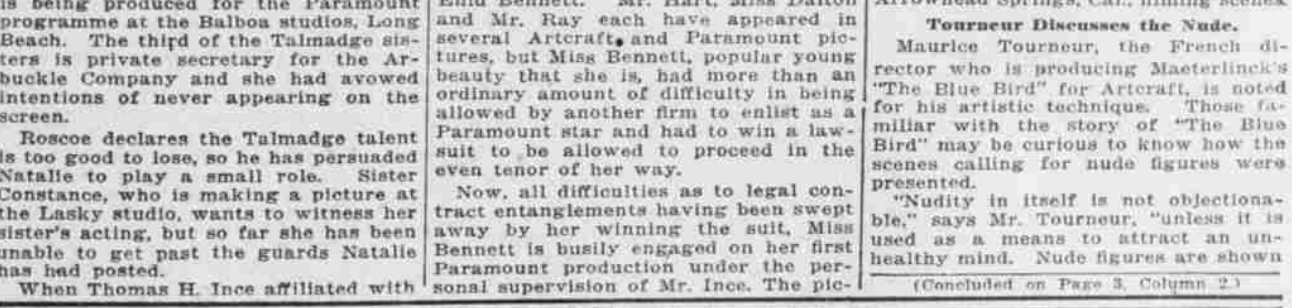 is being produced for the Paramount
programme at the Balboa studios, Long
Beach. The third of the Talmadge sis-
ters is private secretary for the Ar-
buckle Company and she had avowed
intentions of never appearing on the
screen.
Roscoe declares the Talmadge talent
is too good to lose, so he has persuaded
Natalie to play a small role. Sister
Constance, who is making a picture at
the Lasky studio, wants to witness her
sister's acting, but so far she has been
unable to get past the guards Natalie
has had posted.
When Thomas H. Ince affiliated with
Enid Bennett. Mr. Hart, Miss Dalton
and Mr. Ray each have appeared in
several Artcraft and Paramount pic-
tures, but Miss Bennett, popular young
beauty that she is, had more than an
ordinary amount of difficulty in being
allowed by another firm to enlist as a
Paramount star and had to win a law-
suit to be allowed to proceed in the
even tenor of her way.
Now, all difficulties as to legal con-
tract entanglements having been swept
away by her winning the suit, Miss
Bennett is busily engaged on her first
Paramount production under the per-
sonal supervision of Mr. Ince. The pic-
Arrowhead Springs, Cal., filming scenes
Tourneur Discusses the Nude.
Maurice Tourneur, the French di-
rector who is producing Maeterlinck's
"The Blue Bird" for Artcraft, is noted
for his artistic technique. Those fa-
miliar with the story of "The Blue
Bird" may be curious to know how the
scenes calling for nude figures were
presented.
"Nudity in itself is not objectiona-
ble," says Mr. Tourneur, "unless it is
used as a means to attract an un-
healthy mind. Nude figures are shown
(Concluded on Page 3, Column 2.)